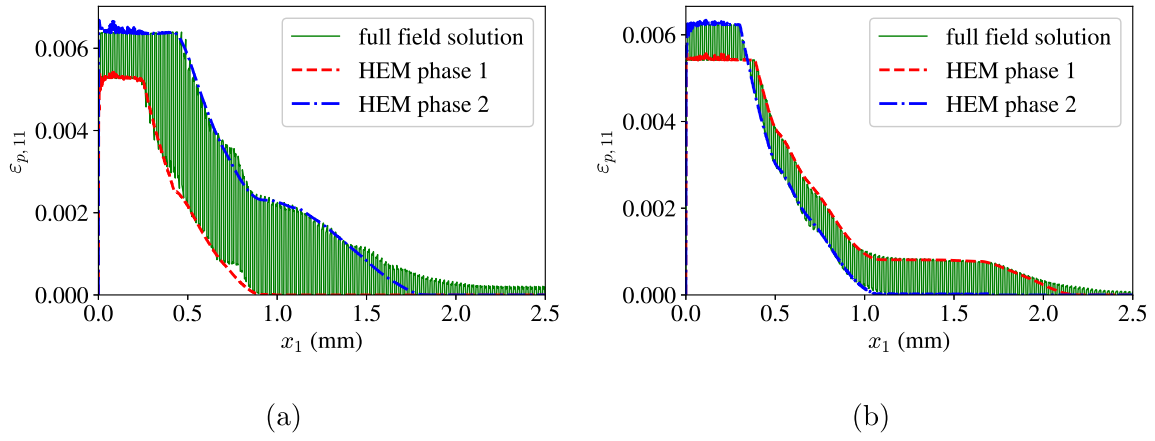 0.006
0.004
0.002
0.000
ε_{p, 11}
full field solution
HEM phase 1
HEM phase 2
0.0 0.5 1.0 1.5 2.0 2.5
x_1 (mm)
(a)
0.006
0.004
0.002
0.000
ε_{p, 11}
full field solution
HEM phase 1
HEM phase 2
0.0 0.5 1.0 1.5 2.0 2.5
x_1 (mm)
(b)